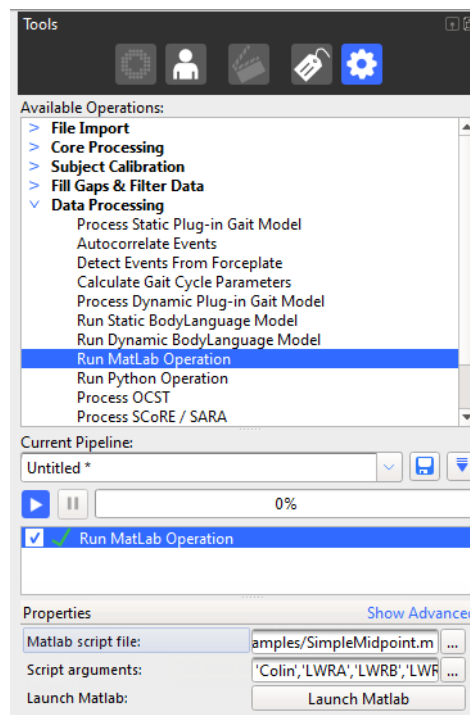 Tools
Available Operations:
> File Import
> Core Processing
> Subject Calibration
> Fill Gaps & Filter Data
Data Processing
Process Static Plug-in Gait Model
Autocorrelate Events
Detect Events From Forceplate
Calculate Gait Cycle Parameters
Process Dynamic Plug-in Gait Model
Run Static BodyLanguage Model
Run Dynamic BodyLanguage Model
Run MatLab Operation
Run Python Operation
Process OCST
Process SCoRE / SARA
Current Pipeline:
Untitled *
0%
Run MatLab Operation
Properties Show Advanced
Matlab script file: amples/SimpleMidpoint.m ...
Script arguments: 'Colin','LWRA','LWRB','LWR ...
Launch Matlab: Launch Matlab